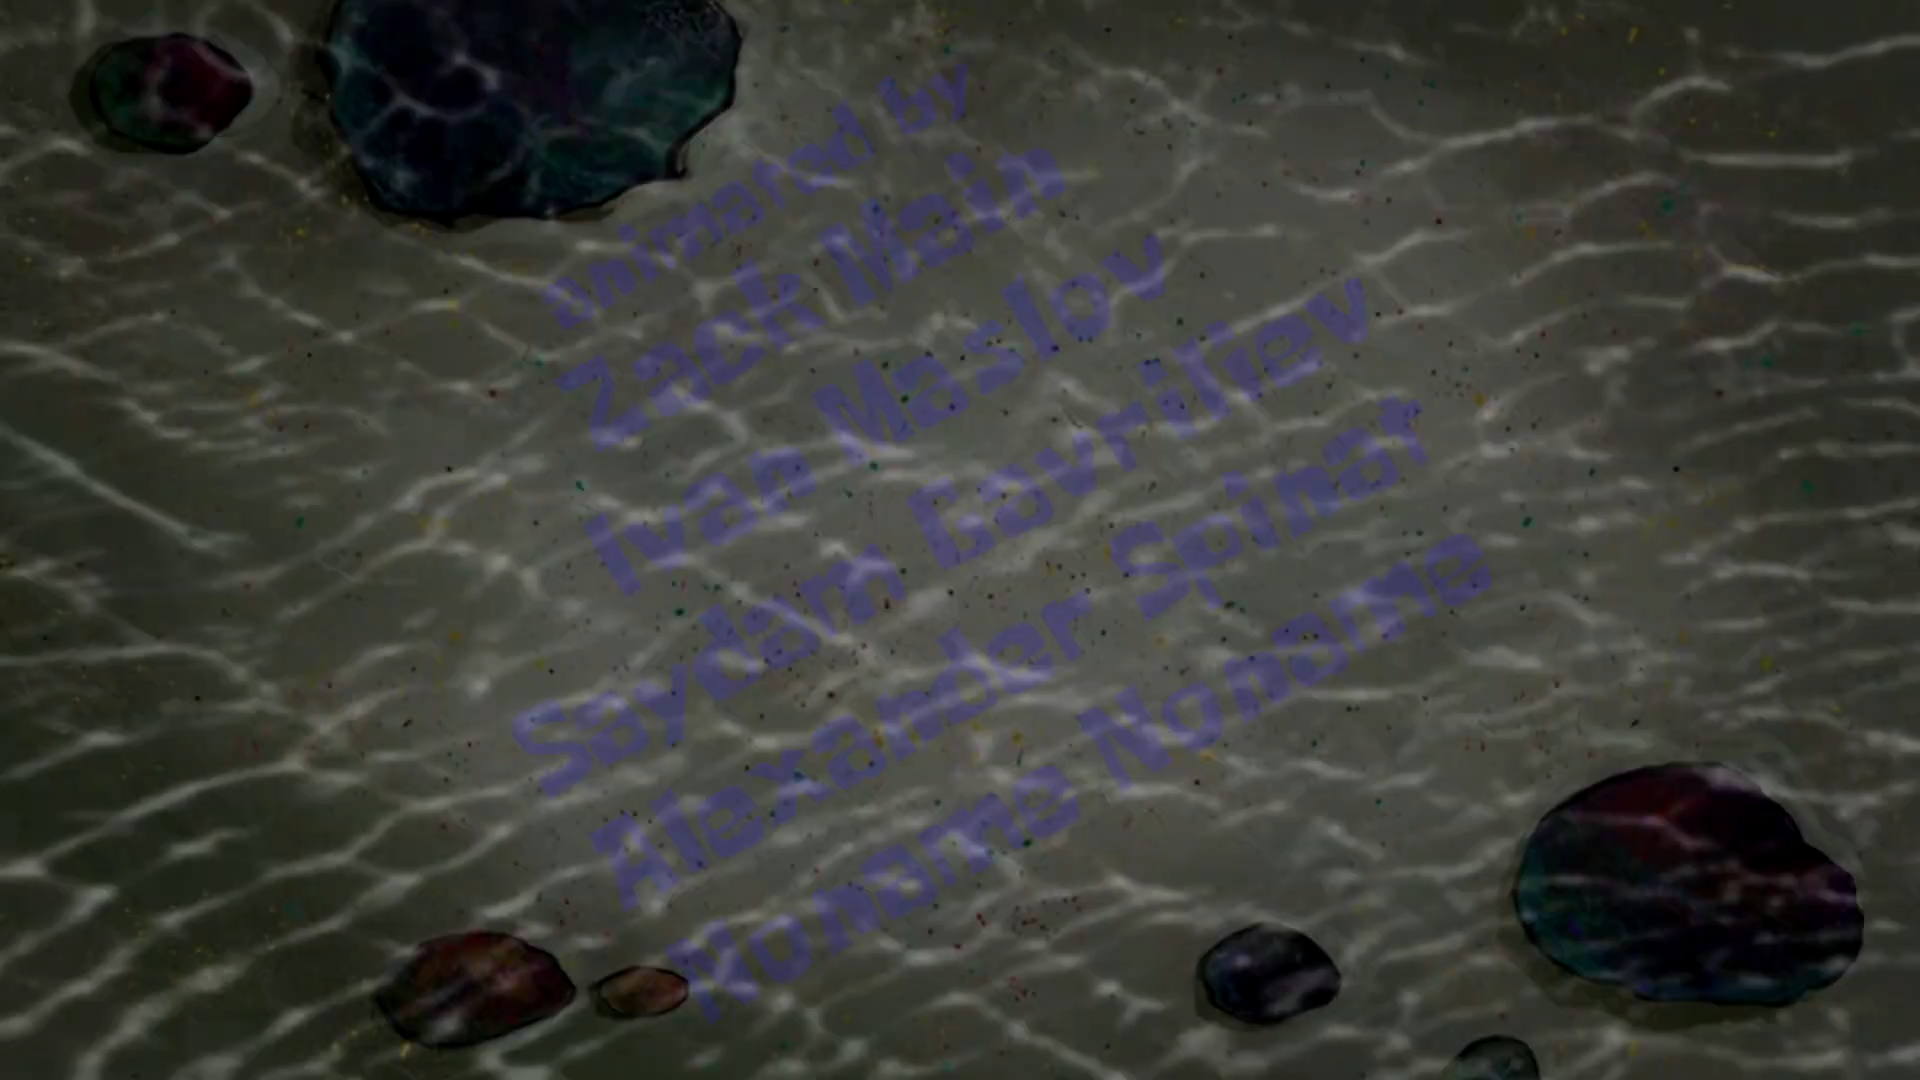 animated by
Zack Main
Ivan Maslov
Saydam Gavriliev
Alexander Spinat
Noname Noname